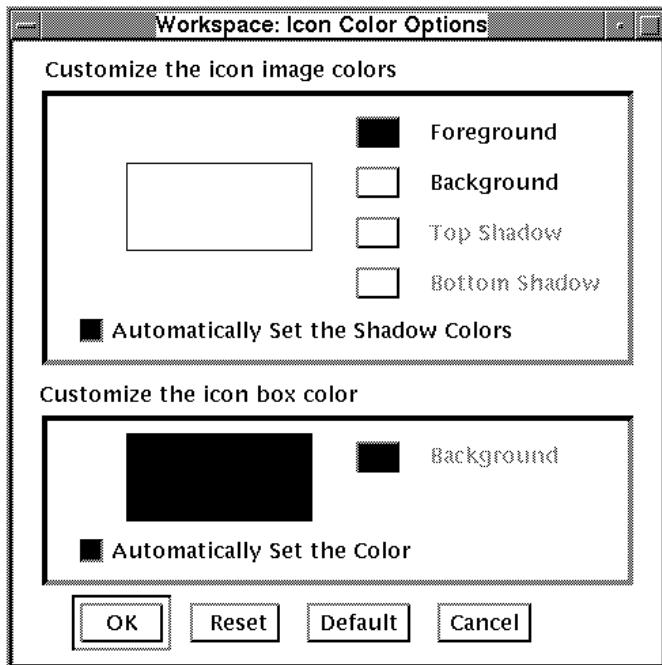 Workspace: Icon Color Options
Customize the icon image colors
Foreground
Background
Top Shadow
Bottom Shadow
Automatically Set the Shadow Colors
Customize the icon box color
Background
Automatically Set the Color
OK Reset Default Cancel